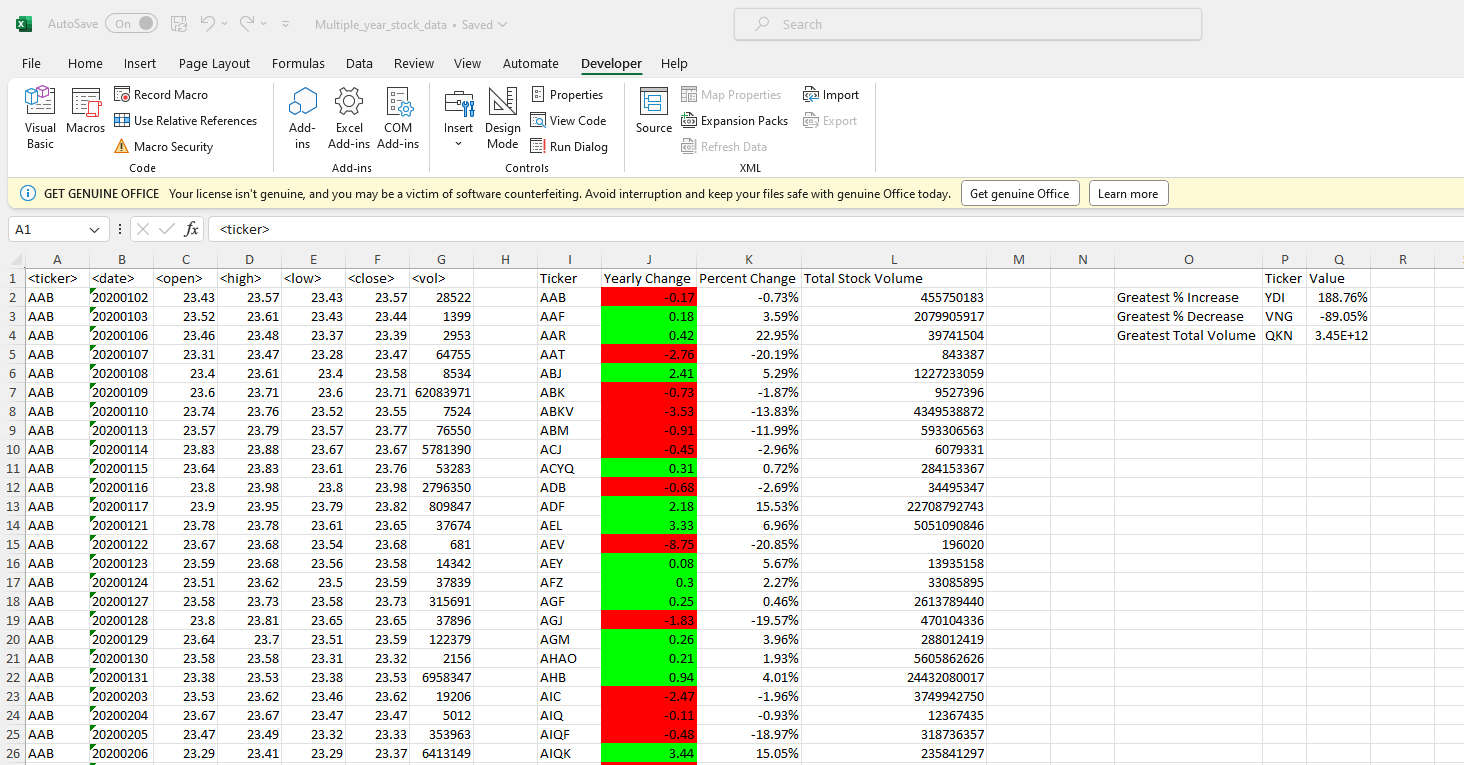 AutoSave On Multiple_year_stock_data • Saved Search
File Home Insert Page Layout Formulas Data Review View Automate Developer Help
Visual Basic Macros Record Macro Use Relative References Macro Security Add-ins Excel Add-ins COM Add-ins Insert Design Mode Properties View Code Run Dialog Source Map Properties Expansion Packs Refresh Data Import Export
Code Add-ins Controls XML
GET GENUINE OFFICE Your license isn't genuine, and you may be a victim of software counterfeiting. Avoid interruption and keep your files safe with genuine Office today. Get genuine Office Learn more
A1 fx <ticker>
A B C D E F G H I J K L M N O P Q R
1 <ticker> <date> <open> <high> <low> <close> <vol> Ticker Yearly Change Percent Change Total Stock Volume Ticker Value
2 AAB 20200102 23.43 23.57 23.43 23.57 28522 AAB -0.17 -0.73% 455750183 Greatest % Increase YDI 188.76%
3 AAB 20200103 23.52 23.61 23.43 23.44 1399 AAF 0.18 3.59% 2079905917 Greatest % Decrease VNG -89.05%
4 AAB 20200106 23.46 23.48 23.37 23.39 2953 AAR 0.42 22.95% 39741504 Greatest Total Volume QKN 3.45E+12
5 AAB 20200107 23.31 23.47 23.28 23.47 64755 AAT -2.76 -20.19% 843387
6 AAB 20200108 23.4 23.61 23.4 23.58 8534 ABJ 2.41 5.29% 1227233059
7 AAB 20200109 23.6 23.71 23.6 23.71 62083971 ABK -0.73 -1.87% 9527396
8 AAB 20200110 23.74 23.76 23.52 23.55 7524 ABKV -3.53 -13.83% 4349538872
9 AAB 20200113 23.57 23.79 23.57 23.77 76550 ABM -0.91 -11.99% 593306563
10 AAB 20200114 23.83 23.88 23.67 23.67 5781390 ACJ -0.45 -2.96% 6079331
11 AAB 20200115 23.64 23.83 23.61 23.76 53283 ACYQ 0.31 0.72% 284153367
12 AAB 20200116 23.8 23.98 23.8 23.98 2796350 ADB -0.68 -2.69% 34495347
13 AAB 20200117 23.9 23.95 23.79 23.82 809847 ADF 2.18 15.53% 22708792743
14 AAB 20200121 23.78 23.78 23.61 23.65 37674 AEL 3.33 6.96% 5051090846
15 AAB 20200122 23.67 23.68 23.54 23.68 681 AEV -8.75 -20.85% 196020
16 AAB 20200123 23.59 23.68 23.56 23.58 14342 AEY 0.08 5.67% 13935158
17 AAB 20200124 23.51 23.62 23.5 23.59 37839 AFZ 0.3 2.27% 33085895
18 AAB 20200127 23.58 23.73 23.58 23.73 315691 AGF 0.25 0.46% 2613789440
19 AAB 20200128 23.8 23.81 23.65 23.65 37896 AGJ -1.83 -19.57% 470104336
20 AAB 20200129 23.64 23.7 23.51 23.59 122379 AGM 0.26 3.96% 288012419
21 AAB 20200130 23.58 23.58 23.31 23.32 2156 AHAO 0.21 1.93% 5605862626
22 AAB 20200131 23.38 23.53 23.38 23.53 6958347 AHB 0.94 4.01% 24432080017
23 AAB 20200203 23.53 23.62 23.46 23.62 19206 AIC -2.47 -1.96% 3749942750
24 AAB 20200204 23.67 23.67 23.47 23.47 5012 AIQ -0.11 -0.93% 12367435
25 AAB 20200205 23.47 23.49 23.32 23.33 353963 AIQF -0.48 -18.97% 318736357
26 AAB 20200206 23.29 23.41 23.29 23.37 6413149 AIQK 3.44 15.05% 235841297